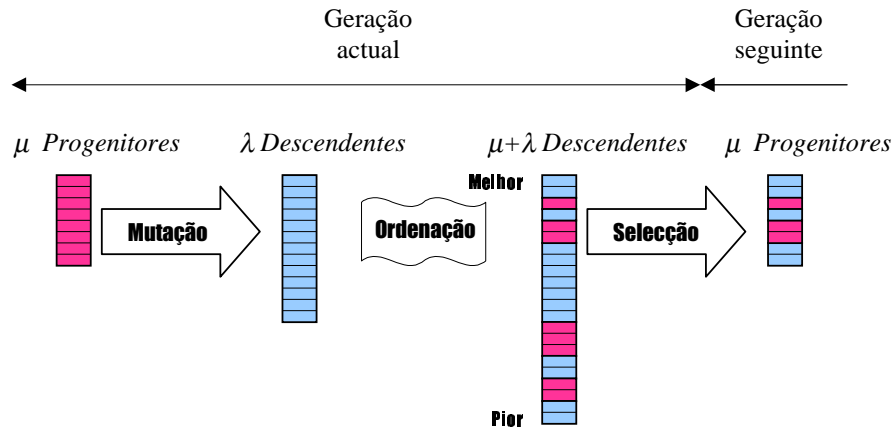 Geração
actual
Geração
seguinte
μ Progenitores
λ Descendentes
μ+λ Descendentes
μ Progenitores
Melhor
Mutação
Ordenação
Selecção
Pior